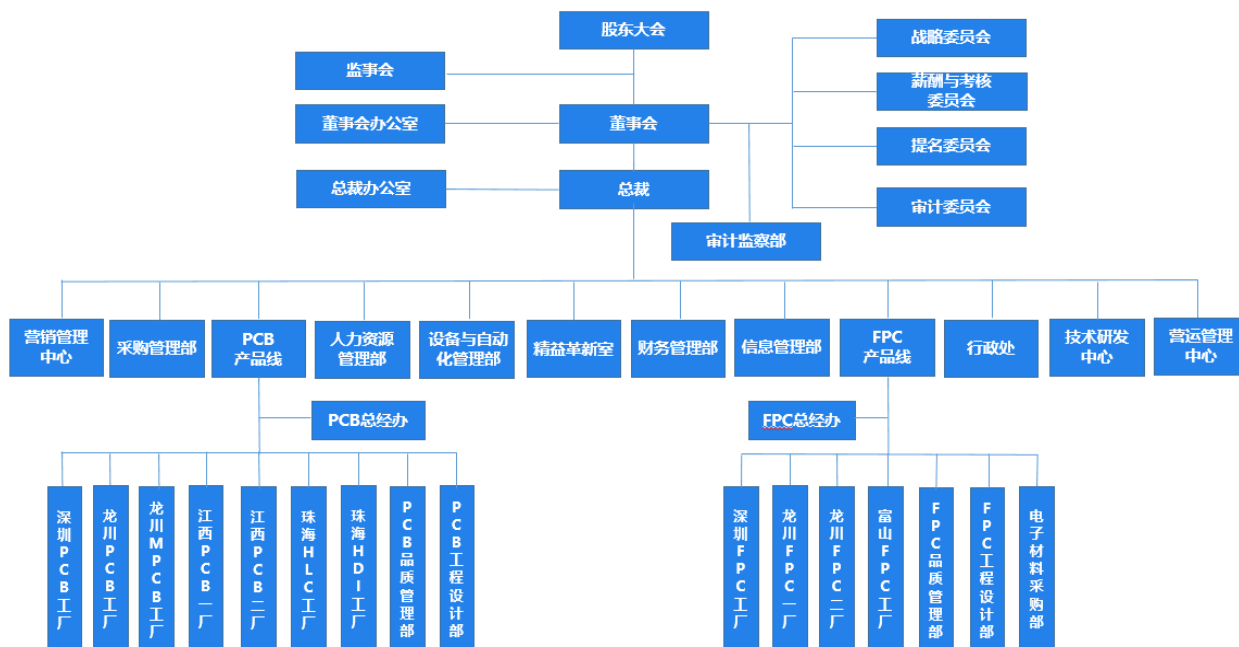 股东大会
监事会
战略委员会
薪酬与考核
委员会
董事会办公室
董事会
提名委员会
总裁办公室
总裁
审计委员会
审计监察部
营销管理
中心
采购管理部
PCB
产品线
人力资源
管理部
设备与自动
化管理部
精益革新室
财务管理部
信息管理部
FPC
产品线
行政处
技术研发
中心
营运管理
中心
PCB总经办
FPC总经办
深圳PCB工厂
龙川PCB工厂
龙川MPCB工厂
江西PCB一厂
江西PCB二厂
珠海HLC工厂
珠海HDI工厂
PCB品质管理部
PCB工程设计部
深圳FPC工厂
龙川FPC一厂
龙川FPC二厂
富山FPC工厂
FPC品质管理部
FPC工程设计部
电子材料采购部